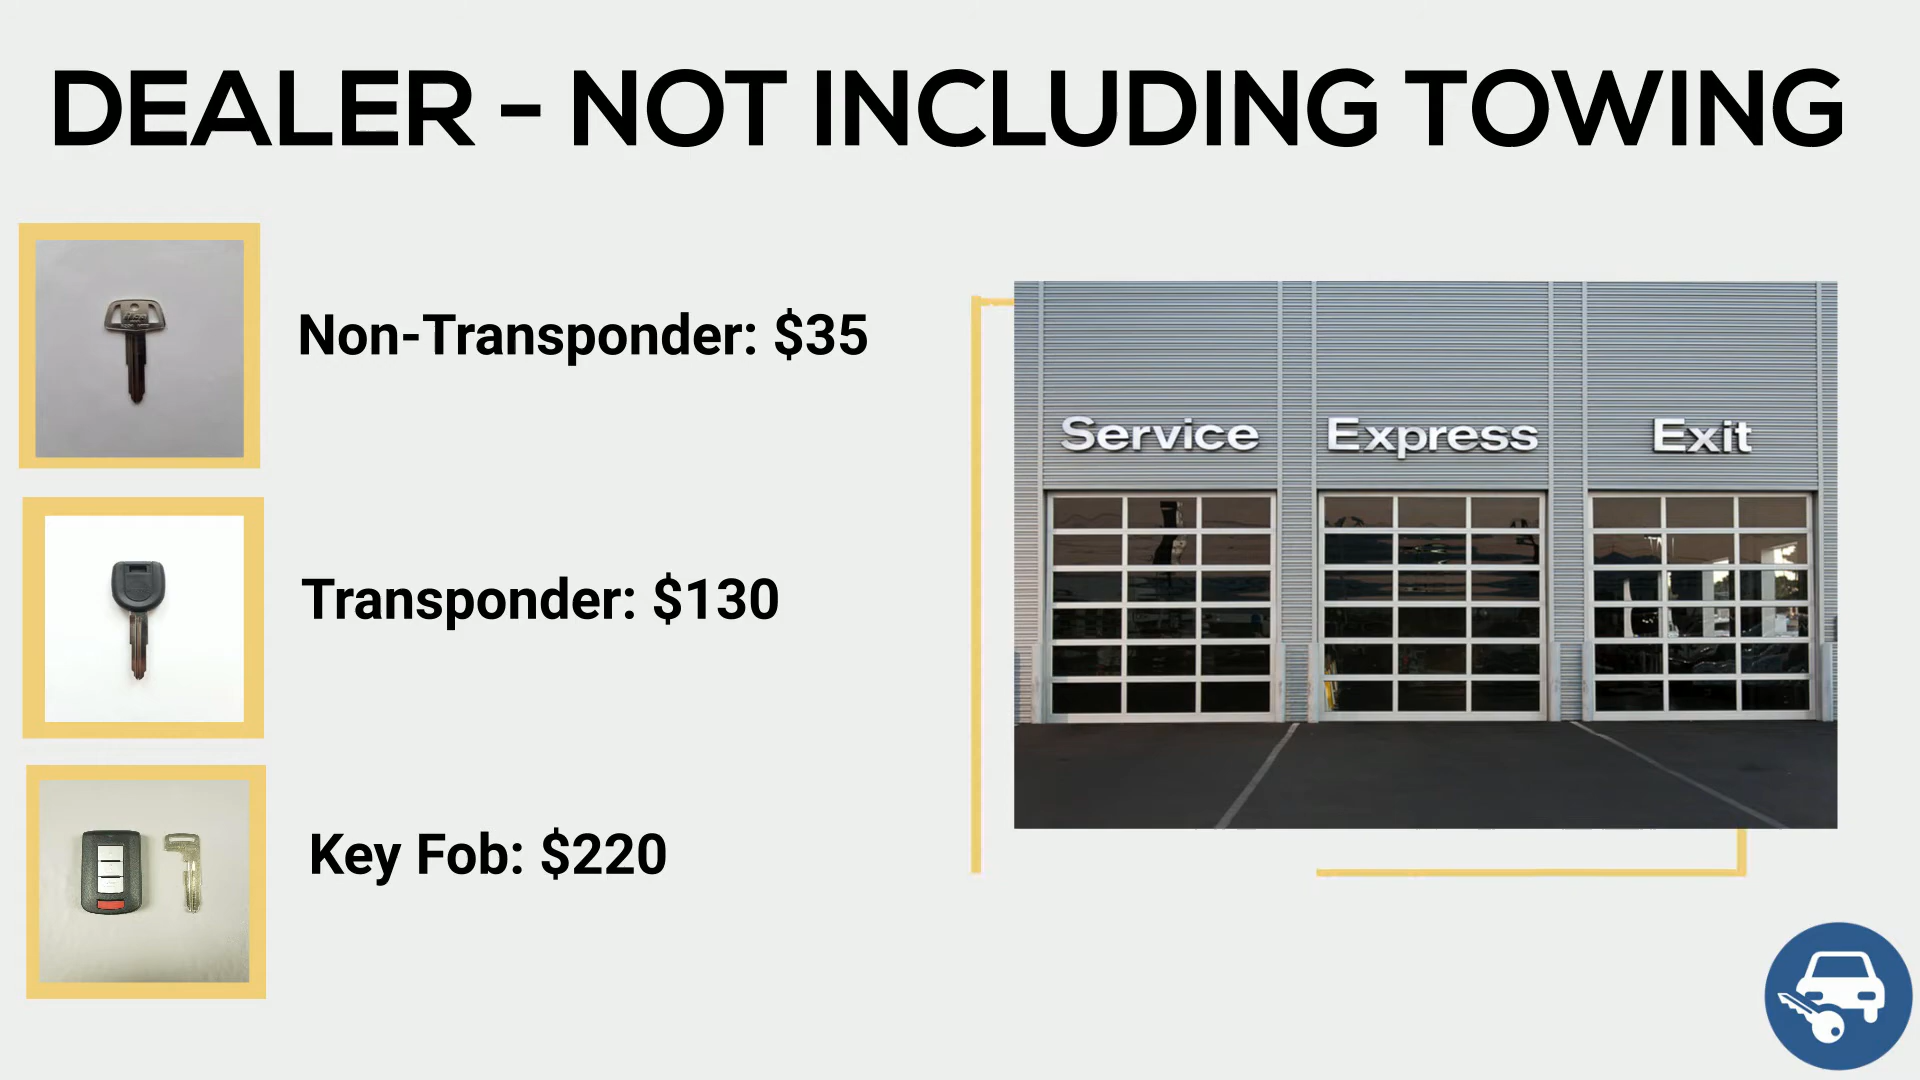 DEALER - NOT INCLUDING TOWING
Non-Transponder: $35
Transponder: $130
Key Fob: $220
Service Express Exit